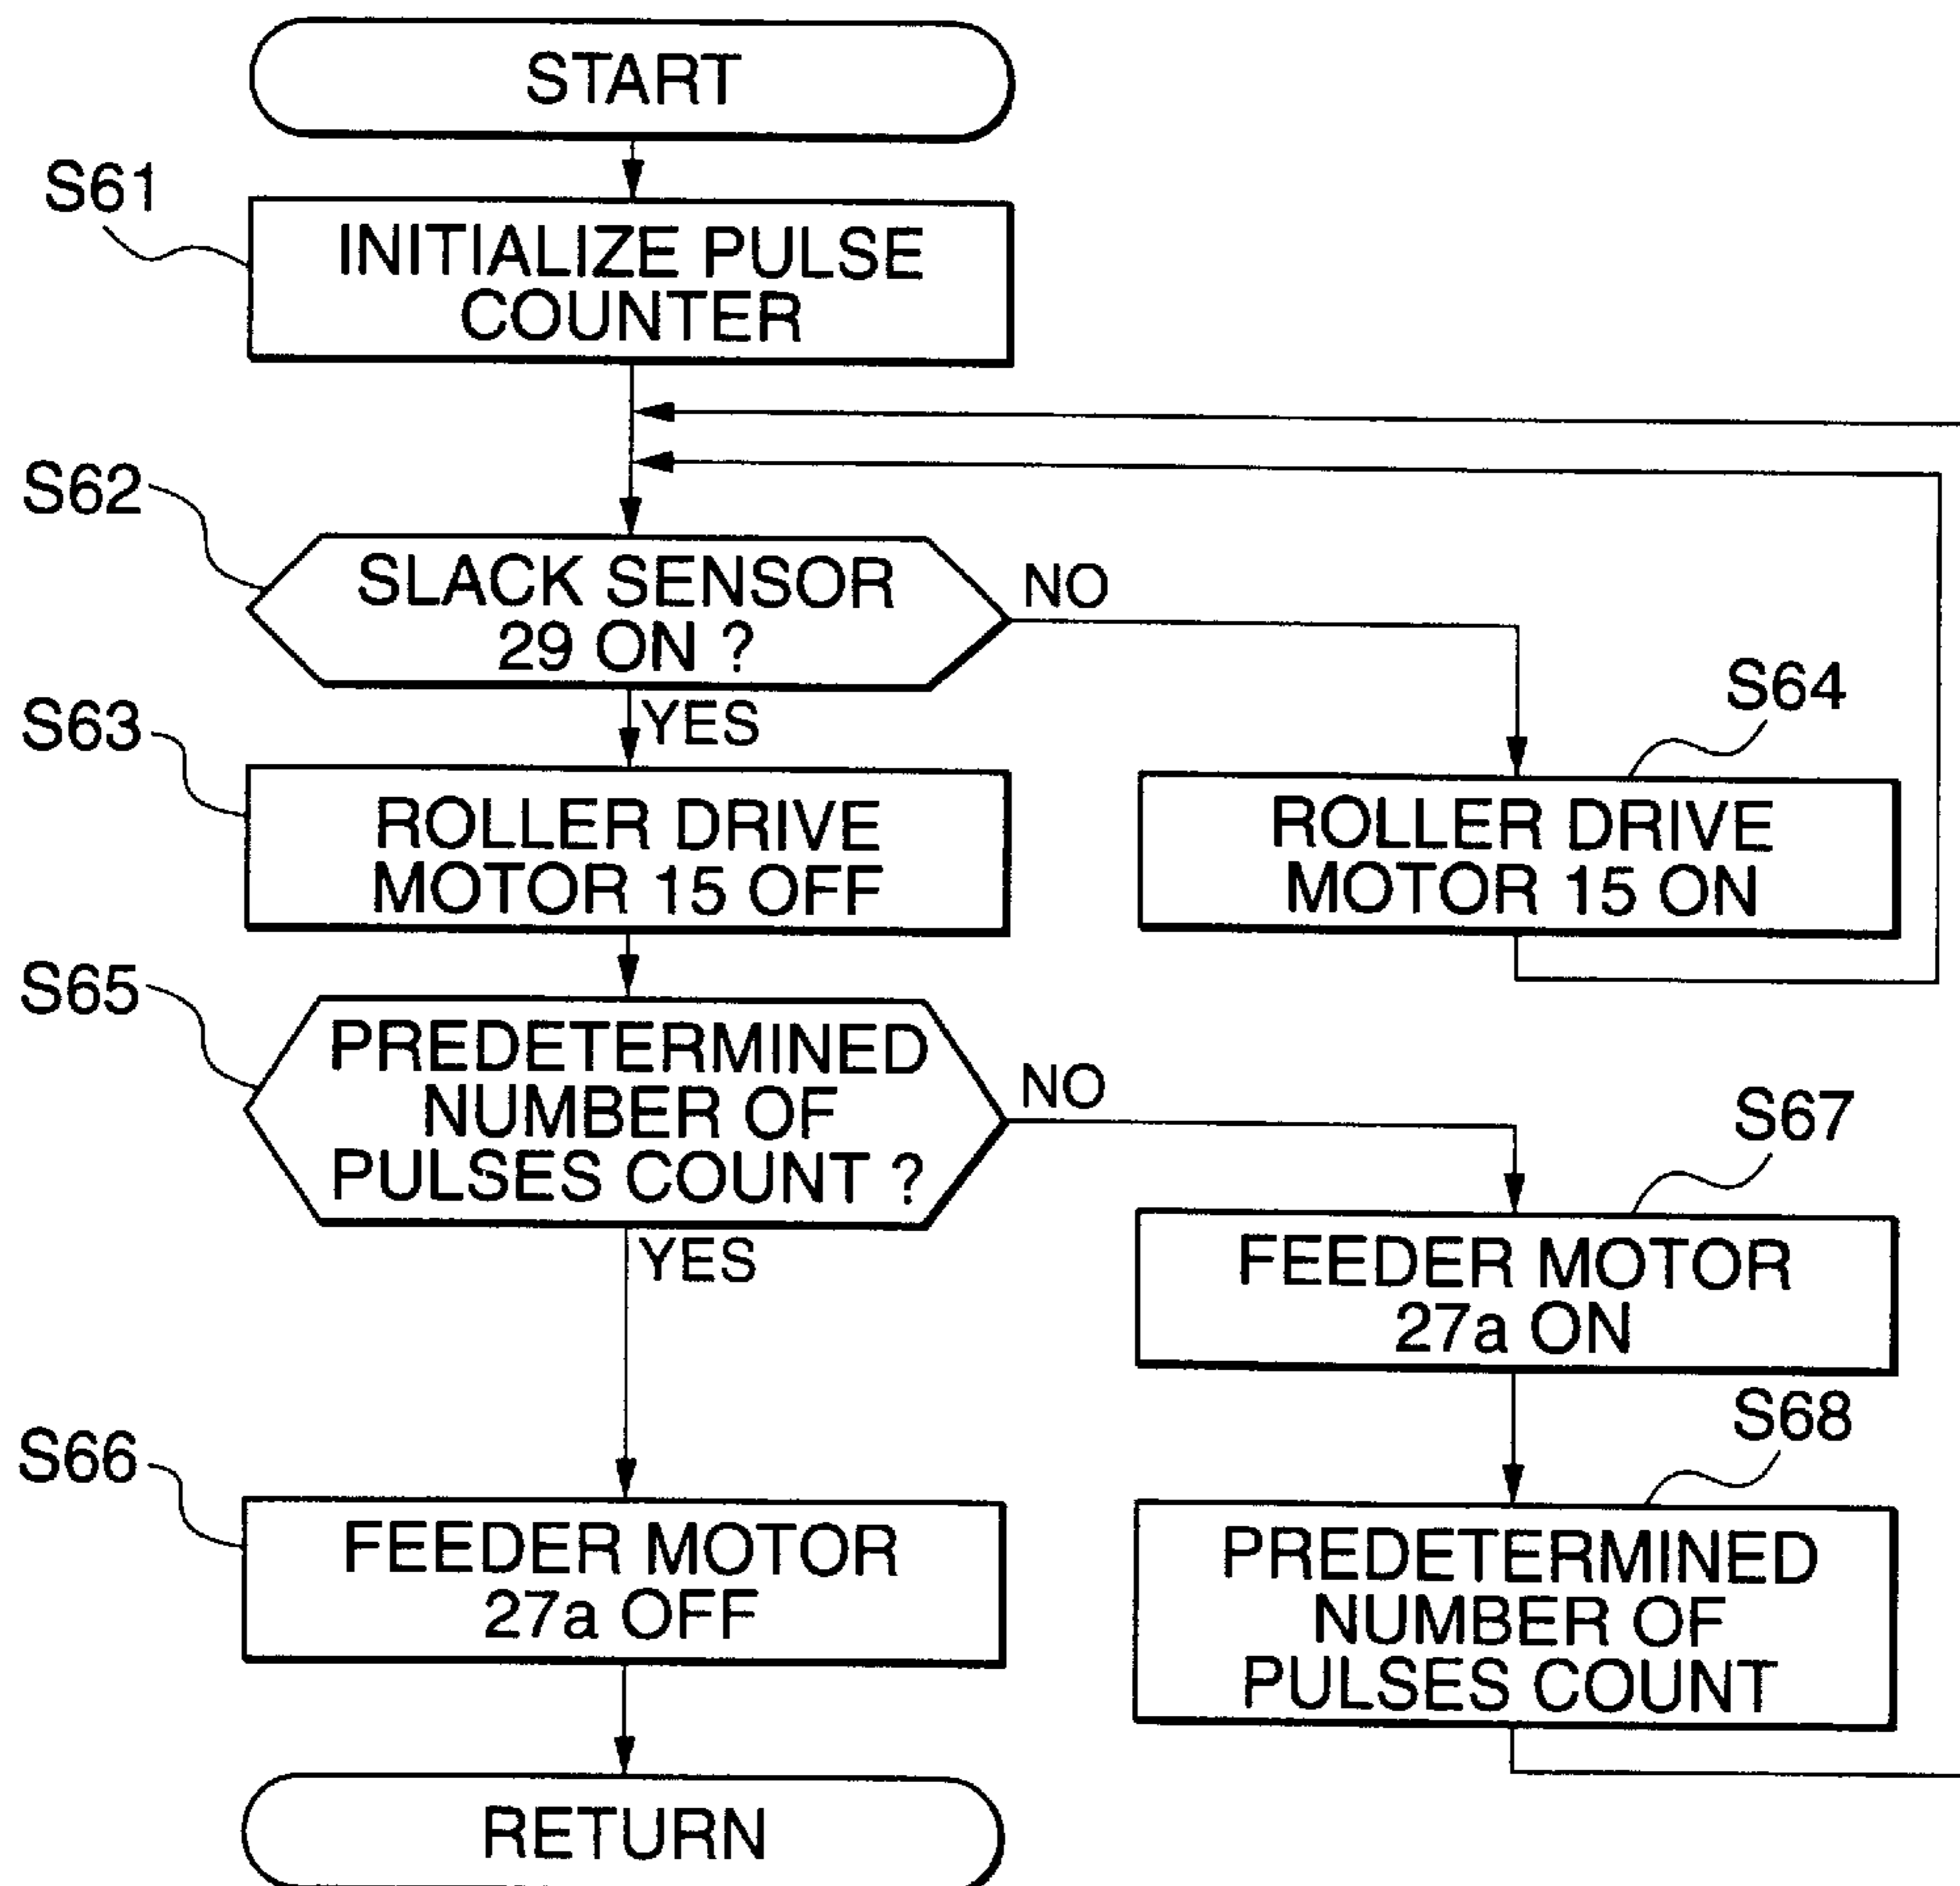 START
S61
INITIALIZE PULSE
COUNTER
S62
SLACK SENSOR
29 ON ?
NO
YES
S63
ROLLER DRIVE
MOTOR 15 OFF
S64
ROLLER DRIVE
MOTOR 15 ON
S65
PREDETERMINED
NUMBER OF
PULSES COUNT ?
NO
YES
S67
FEEDER MOTOR
27a ON
S66
FEEDER MOTOR
27a OFF
S68
PREDETERMINED
NUMBER OF
PULSES COUNT
RETURN